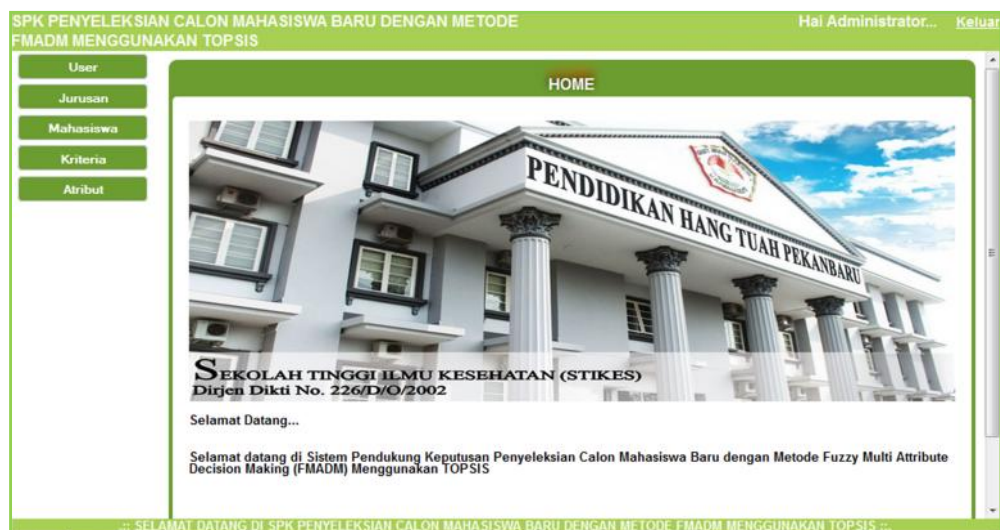 SPK PENYELEKSIAN CALON MAHASISWA BARU DENGAN METODE
FMADM MENGGUNAKAN TOPSIS
Hai Administrator... Keluar
User
Jurusan
Mahasiswa
Kriteria
Atribut
HOME
PENDIDIKAN HANG TUAH PEKANBARU
SEKOLAH TINGGI ILMU KESEHATAN (STIKES)
Dirjen Dikti No. 226/D/O/2002
Selamat Datang...
Selamat datang di Sistem Pendukung Keputusan Penyeleksian Calon Mahasiswa Baru dengan Metode Fuzzy Multi Attribute
Decision Making (FMADM) Menggunakan TOPSIS
.:: SELAMAT DATANG DI SPK PENYELEKSIAN CALON MAHASISWA BARU DENGAN METODE FMADM MENGGUNAKAN TOPSIS ::.